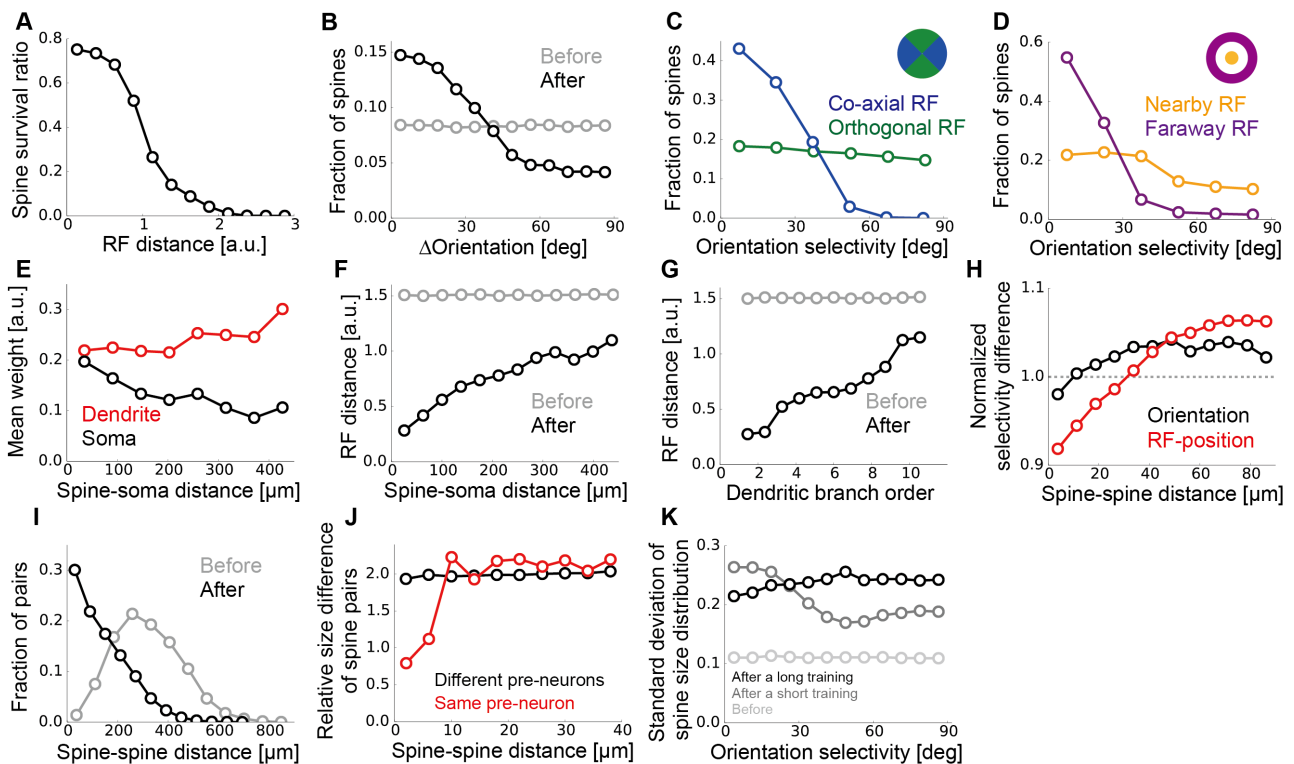 A
Spine survival ratio
0.8
0.6
0.4
0.2
0.0
0
1
2
3
RF distance [a.u.]
B
Fraction of spines
0.15
0.10
0.05
0.00
Before
After
0
30
60
90
ΔOrientation [deg]
C
Fraction of spines
0.4
0.3
0.2
0.1
0.0
Co-axial RF
Orthogonal RF
0
30
60
90
Orientation selectivity [deg]
D
Fraction of spines
0.6
0.4
0.2
0.0
Nearby RF
Faraway RF
0
30
60
90
Orientation selectivity [deg]
E
Mean weight [a.u.]
0.3
0.2
0.1
0.0
Dendrite
Soma
0
100
200
300
400
Spine-soma distance [μm]
F
RF distance [a.u.]
1.5
1.0
0.5
0.0
Before
After
0
100
200
300
400
Spine-soma distance [μm]
G
RF distance [a.u.]
1.5
1.0
0.5
0.0
Before
After
0
2
4
6
8
10
Dendritic branch order
H
Normalized
selectivity difference
1.1
1.0
0.9
Orientation
RF-position
0
20
40
60
80
Spine-spine distance [μm]
I
Fraction of pairs
0.3
0.2
0.1
0.0
Before
After
0
200
400
600
800
Spine-spine distance [μm]
J
Relative size difference
of spine pairs
2.0
1.5
1.0
0.5
0.0
Different pre-neurons
Same pre-neuron
0
10
20
30
40
Spine-spine distance [μm]
K
Standard deviation of
spine size distribution
0.3
0.2
0.1
0.0
After a long training
After a short training
Before
0
30
60
90
Orientation selectivity [deg]